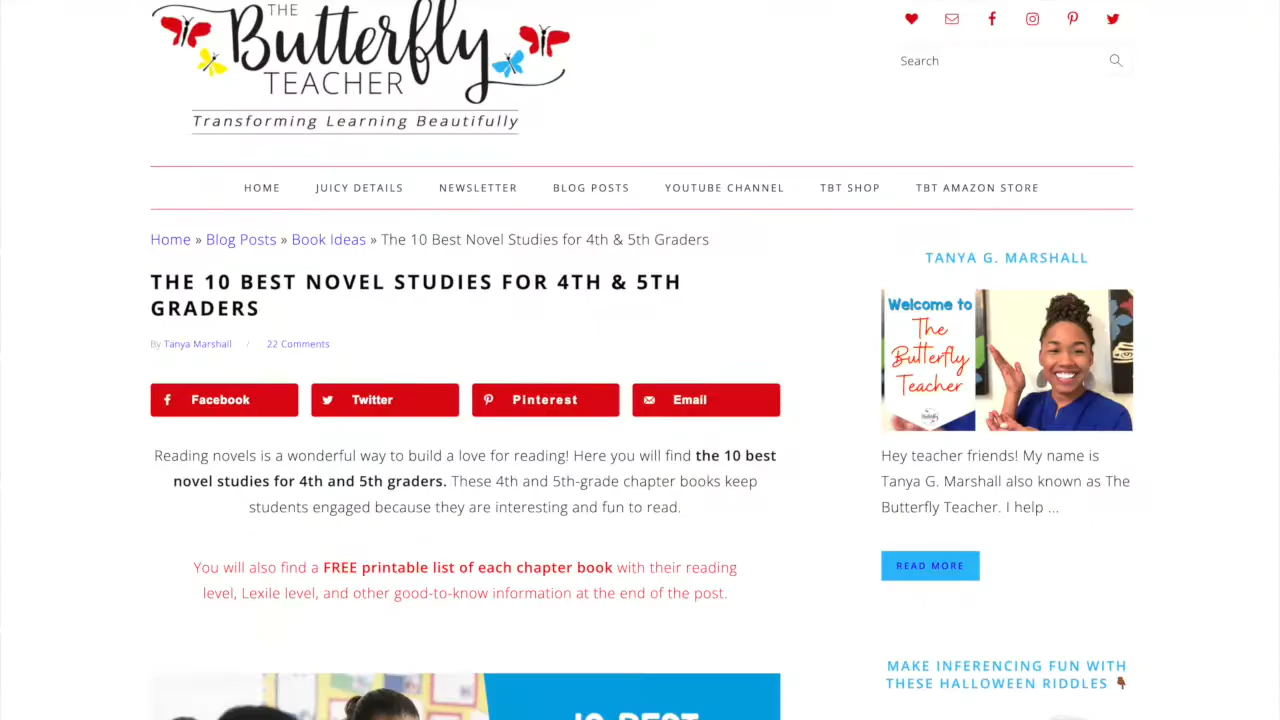 THE
Butterfly
TEACHER
Transforming Learning Beautifully
Search
HOME JUICY DETAILS NEWSLETTER BLOG POSTS YOUTUBE CHANNEL TBT SHOP TBT AMAZON STORE
Home » Blog Posts » Book Ideas » The 10 Best Novel Studies for 4th & 5th Graders
THE 10 BEST NOVEL STUDIES FOR 4TH & 5TH
GRADERS
By Tanya Marshall / 22 Comments
Facebook Twitter Pinterest Email
Reading novels is a wonderful way to build a love for reading! Here you will find the 10 best
novel studies for 4th and 5th graders. These 4th and 5th-grade chapter books keep
students engaged because they are interesting and fun to read.
You will also find a FREE printable list of each chapter book with their reading
level, Lexile level, and other good-to-know information at the end of the post.
10 BEST
TANYA G. MARSHALL
Welcome to
The
Butterfly
Teacher
Hey teacher friends! My name is
Tanya G. Marshall also known as The
Butterfly Teacher. I help ...
READ MORE
MAKE INFERENCING FUN WITH
THESE HALLOWEEN RIDDLES 👇🏾